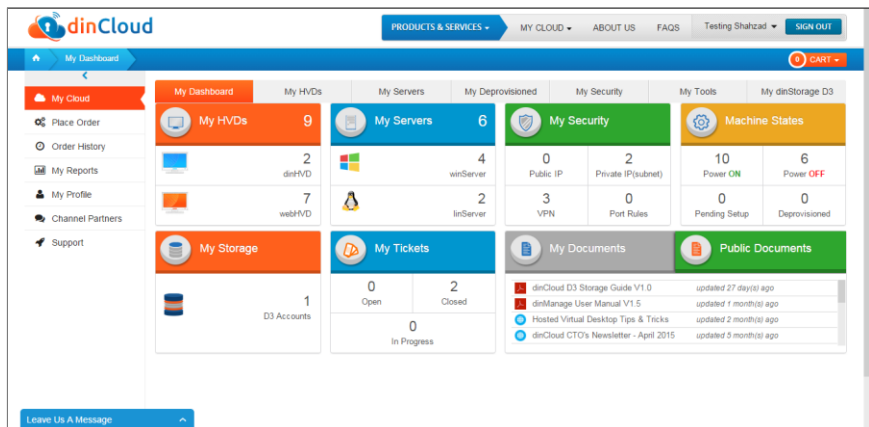 dinCloud
PRODUCTS & SERVICES
MY CLOUD
ABOUT US
FAQS
Testing Shahzad
SIGN OUT
My Dashboard
0 CART
My Cloud
Place Order
Order History
My Reports
My Profile
Channel Partners
Support
My Dashboard
My HVDs
My Servers
My Deprovisioned
My Security
My Tools
My dinStorage D3
My HVDs 9
2
dinHVD
7
webHVD
My Servers 6
4
winServer
2
linServer
My Security
0
Public IP
2
Private IP(subnet)
3
VPN
0
Port Rules
Machine States
10
Power ON
6
Power OFF
0
Pending Setup
0
Deprovisioned
My Storage
1
D3 Accounts
My Tickets
0
Open
2
Closed
0
In Progress
My Documents
Public Documents
dinCloud D3 Storage Guide V1.0 updated 27 day(s) ago
dinManage User Manual V1.5 updated 1 month(s) ago
Hosted Virtual Desktop Tips & Tricks updated 2 month(s) ago
dinCloud CTO's Newsletter - April 2015 updated 5 month(s) ago
Leave Us A Message